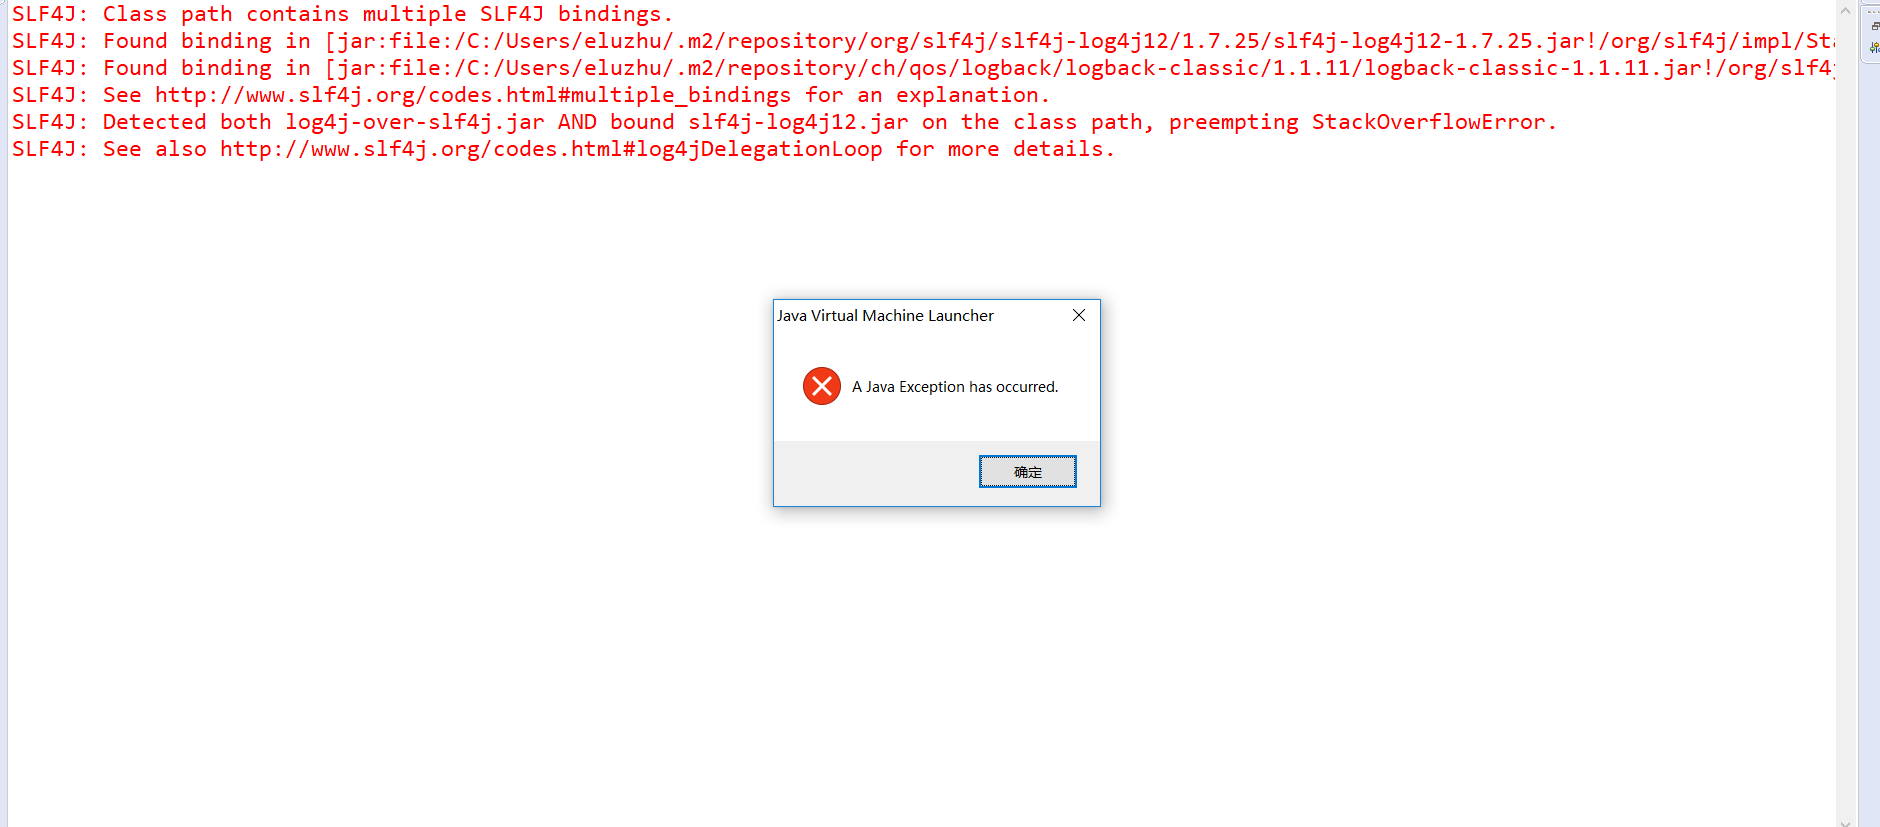 SLF4J: Class path contains multiple SLF4J bindings.
SLF4J: Found binding in [jar:file:/C:/Users/eluzhu/.m2/repository/org/slf4j/slf4j-log4j12/1.7.25/slf4j-log4j12-1.7.25.jar!/org/slf4j/impl/Sta
SLF4J: Found binding in [jar:file:/C:/Users/eluzhu/.m2/repository/ch/qos/logback/logback-classic/1.1.11/logback-classic-1.1.11.jar!/org/slf4j
SLF4J: See http://www.slf4j.org/codes.html#multiple_bindings for an explanation.
SLF4J: Detected both log4j-over-slf4j.jar AND bound slf4j-log4j12.jar on the class path, preempting StackOverflowError.
SLF4J: See also http://www.slf4j.org/codes.html#log4jDelegationLoop for more details.
Java Virtual Machine Launcher
A Java Exception has occurred.
确定